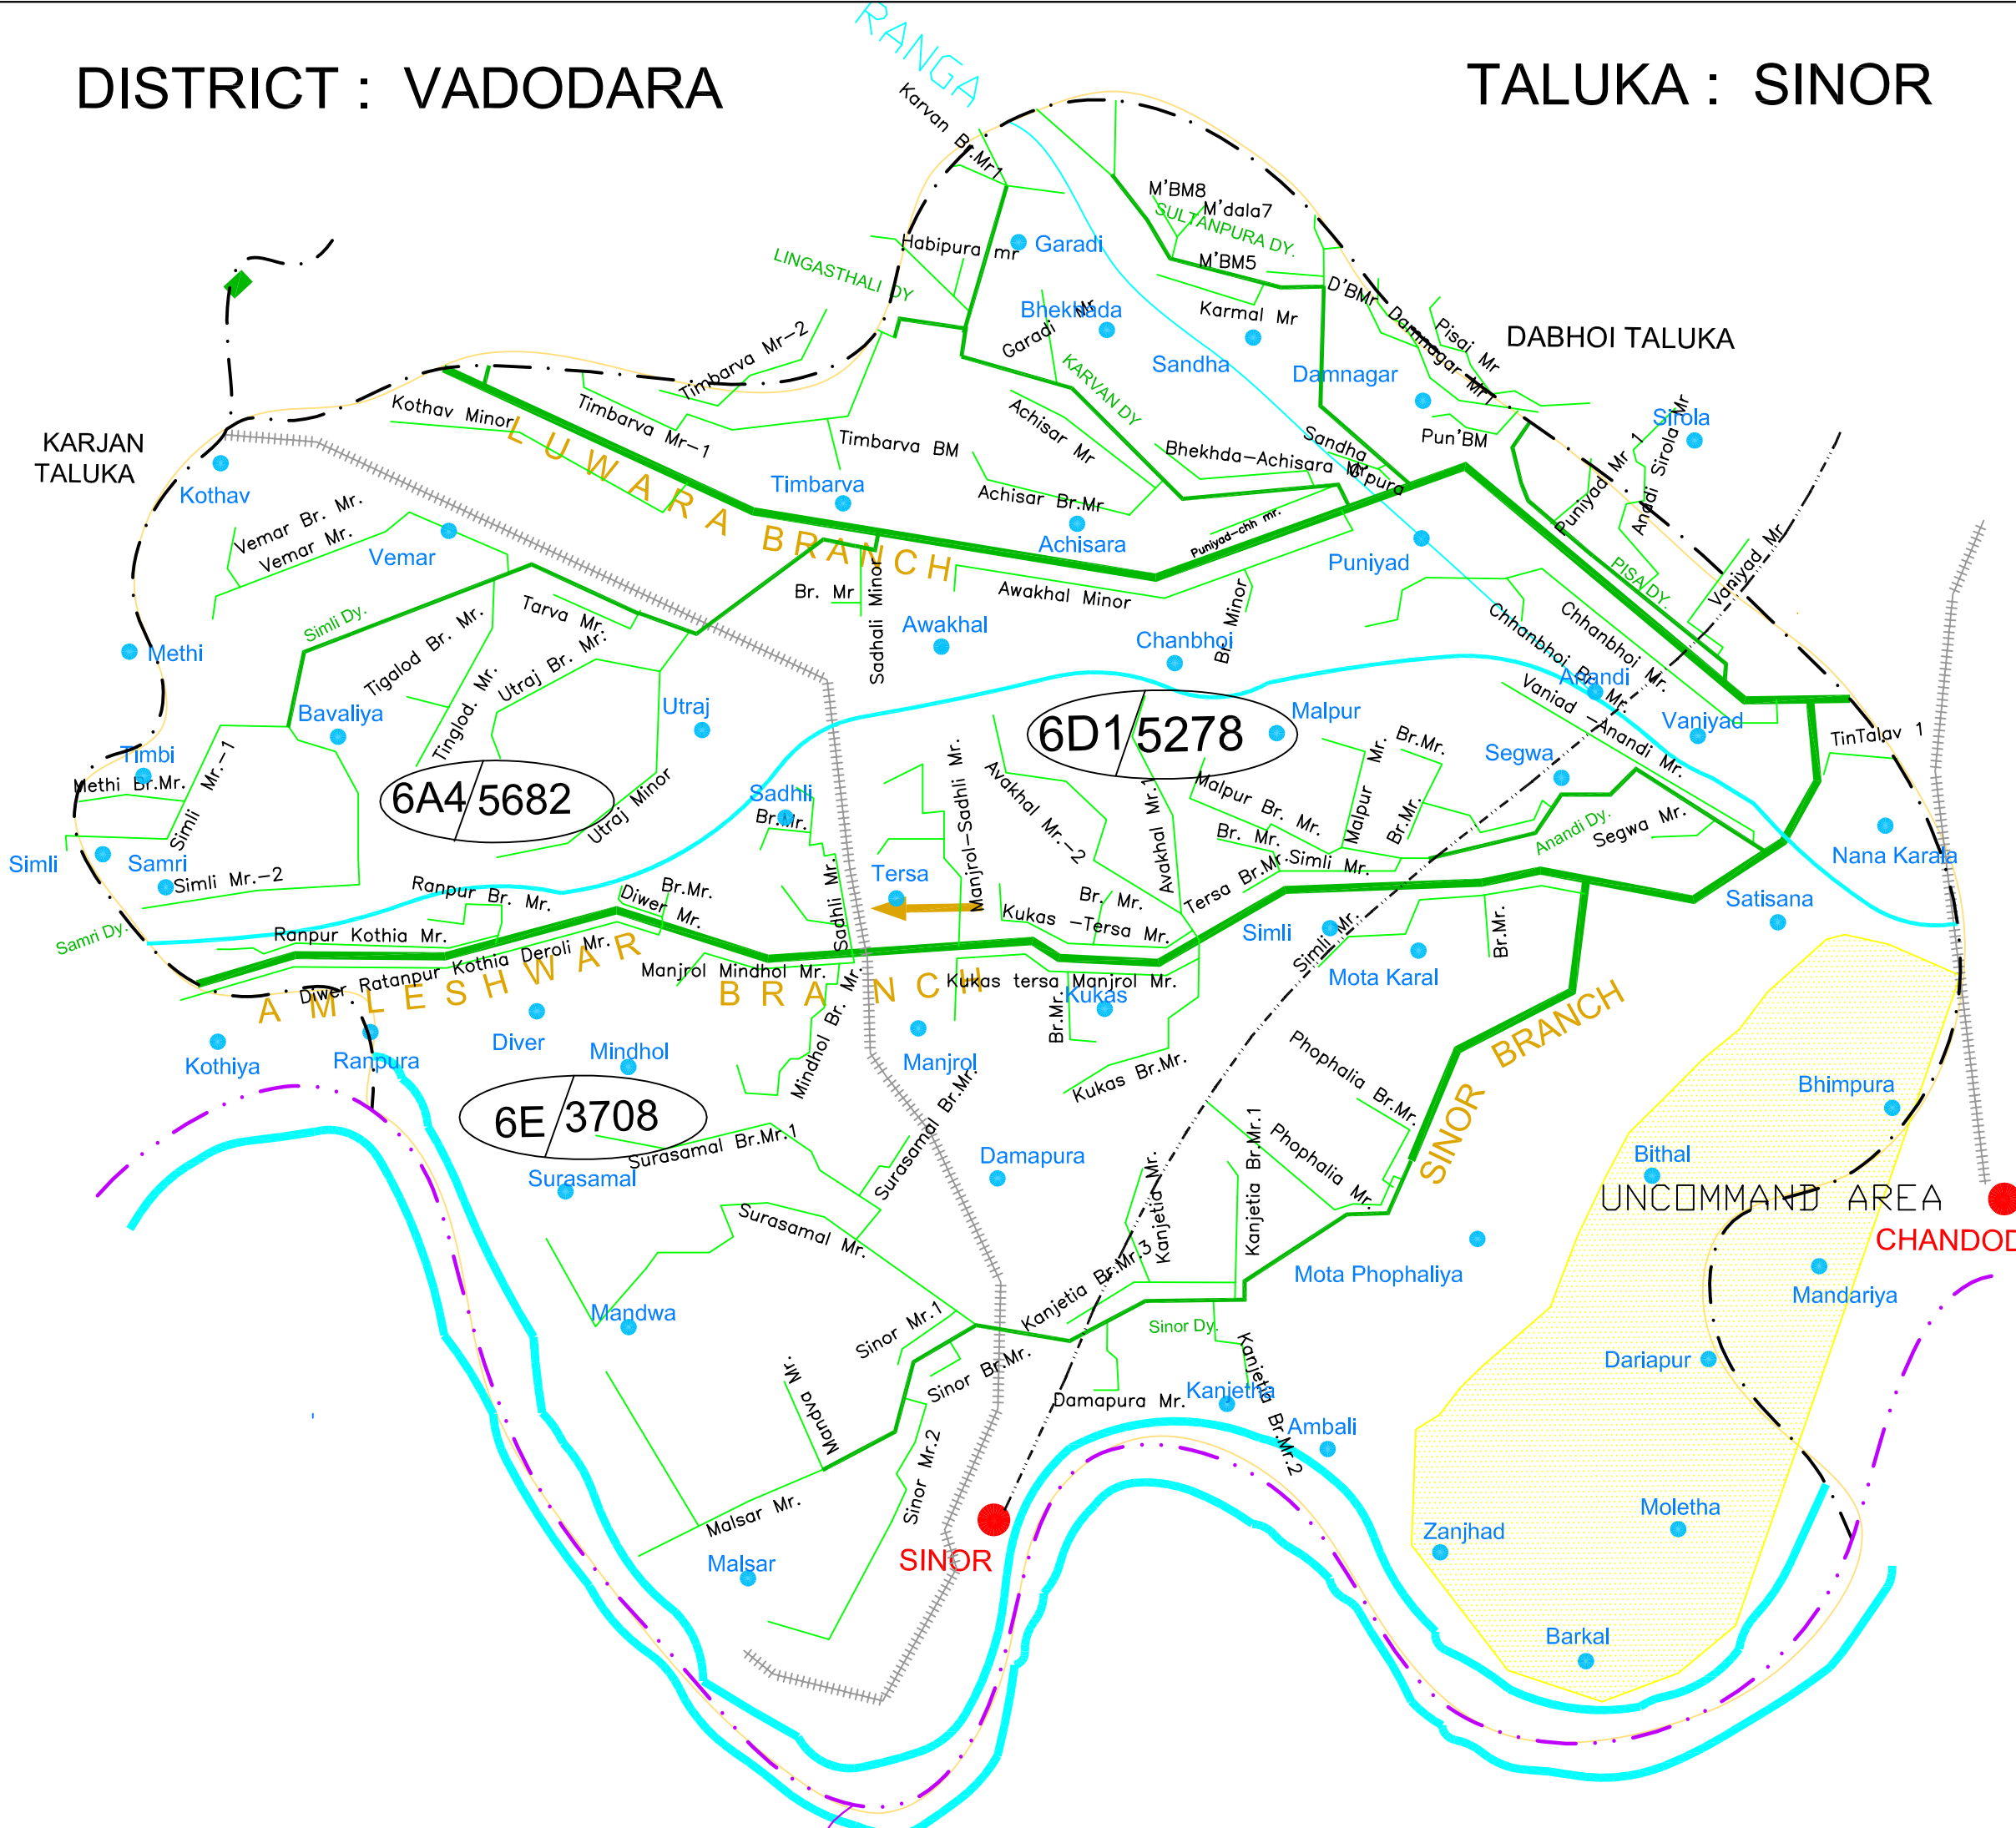 RANGA
DISTRICT : VADODARA
TALUKA : SINOR
Karvan Br.Mr1
M'BM8
M'dala7
SULTANPURA DY.
Habipura mr
Garadi
LINGASTHALI DY
M'BM5
D'BMr
Bhekhada
Garadi Mr
Karmal Mr
Damnagar Mr1
Pisai Mr
DABHOI TALUKA
Timbarva Mr-2
Sandha
Damnagar
KARVAN DY
Kothav Minor
Timbarva Mr-1
Achisar Mr
Sirola
KARJAN
TALUKA
LUWARA BRANCH
Timbarva BM
Bhekhda-Achisara Mr
Sandha
G'pura
Pun'BM
Puniyad Mr 1
Andi Sirola Mr
Kothav
Timbarva
Achisar Br.Mr
Achisara
Puniyad-chh mr.
Puniyad
Vemar Br. Mr.
Vemar Mr.
Vemar
PISAI DY.
Vaniyad Mr
Simli Dy.
Tarva Mr.
Br. Mr
Sadhali Minor
Awakhal Minor
Br. Minor
Awakhal
Chanbhoi
Chhanbhoi Mr.
Chhanbhoi Br. Mr.
Methi
Tigalod Br. Mr.
Tinglod. Mr.
Utraj Br. Mr.
Anandi
Bavaliya
Utraj
6D1 5278
Malpur
Vaniad -Anandi Mr.
Vaniyad
TinTalav 1
Timbi
Methi Br.Mr.
Simli Mr.-1
6A4 5682
Utraj Minor
Sadhli
Br.Mr.
Manjrol-Sadhli Mr.
Avakhal Mr.-2
Avakhal Mr.1
Malpur Br. Mr.
Malpur Mr.
Br.Mr.
Br.Mr.
Segwa
Anandi Dy.
Segwa Mr.
Nana Karala
Simli
Samri
Simli Mr.-2
Ranpur Br. Mr.
Diwer Mr.
Br.Mr.
Sadhli Mr.
Tersa
Br. Mr.
Simli Mr.
Tersa Br.Mr.
Br. Mr.
Kukas -Tersa Mr.
Satisana
Samri Dy.
Ranpur Kothia Mr.
Diwer Ratanpur Kothia Deroli Mr.
AMLESHWAR BRANCH
Manjrol Mindhol Mr.
Mindhol Br. Mr.
Kukas tersa Manjrol Mr.
Kukas
Br.Mr.
Simli
Simli Mr.
Mota Karal
Br.Mr.
SINOR BRANCH
Kothiya
Ranpura
Diver
Mindhol
Manjrol
Kukas Br.Mr.
Phophalia Br.Mr.
Bhimpura
6E 3708
Surasamal Br.Mr.1
Surasamal Br.Mr.
Surasamal
Damapura
Phophalia Mr.
Bithal
UNCOMMAND AREA
CHANDOD
Surasamal Mr.
Kanjetia Mr.
Kanjetia Br.Mr.1
Mota Phophaliya
Mandariya
Mandwa
Kanjetia Br.Mr.3
Sinor Mr.1
Sinor Dy.
Sinor Br.Mr.
Dariapur
Mandva Mr.
Damapura Mr.
Kanjetha
Kanjetia Br.Mr.2
Ambali
Sinor Mr.2
Malsar Mr.
Malsar
SINOR
Zanjhad
Moletha
Barkal